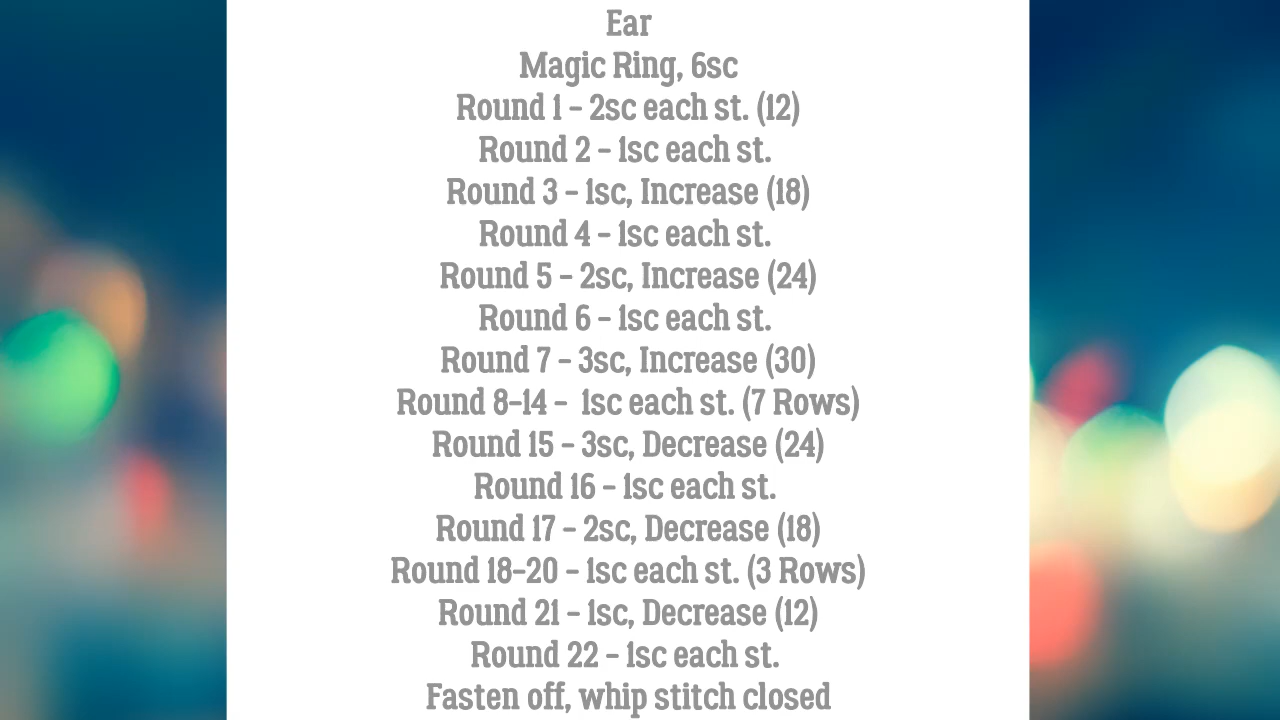 Ear
Magic Ring, 6sc
Round 1 - 2sc each st. (12)
Round 2 - 1sc each st.
Round 3 - 1sc, Increase (18)
Round 4 - 1sc each st.
Round 5 - 2sc, Increase (24)
Round 6 - 1sc each st.
Round 7 - 3sc, Increase (30)
Round 8-14 -  1sc each st. (7 Rows)
Round 15 - 3sc, Decrease (24)
Round 16 - 1sc each st.
Round 17 - 2sc, Decrease (18)
Round 18-20 - 1sc each st. (3 Rows)
Round 21 - 1sc, Decrease (12)
Round 22 - 1sc each st.
Fasten off, whip stitch closed